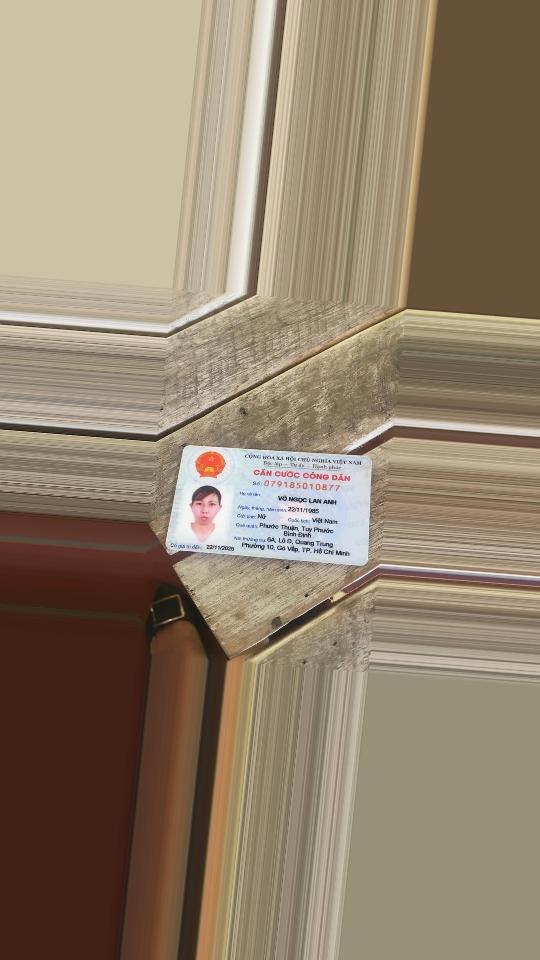 CỘNG HÒA XÃ HỘI CHỦ NGHĨA VIỆT NAM
Độc lập - Tự do - Hạnh phúc
CĂN CƯỚC CÔNG DÂN
Số: 079185010877
Họ và tên:
VÕ NGỌC LAN ANH
Ngày, tháng, năm sinh: 22/11/1985
Giới tính: Nữ Quốc tịch: Việt Nam
Quê quán: Phước Thuận, Tuy Phước
Bình Định
Nơi thường trú: 6A, Lô D, Quang Trung
Phường 10, Gò Vấp, TP. Hồ Chí Minh
Có giá trị đến: 22/11/2025